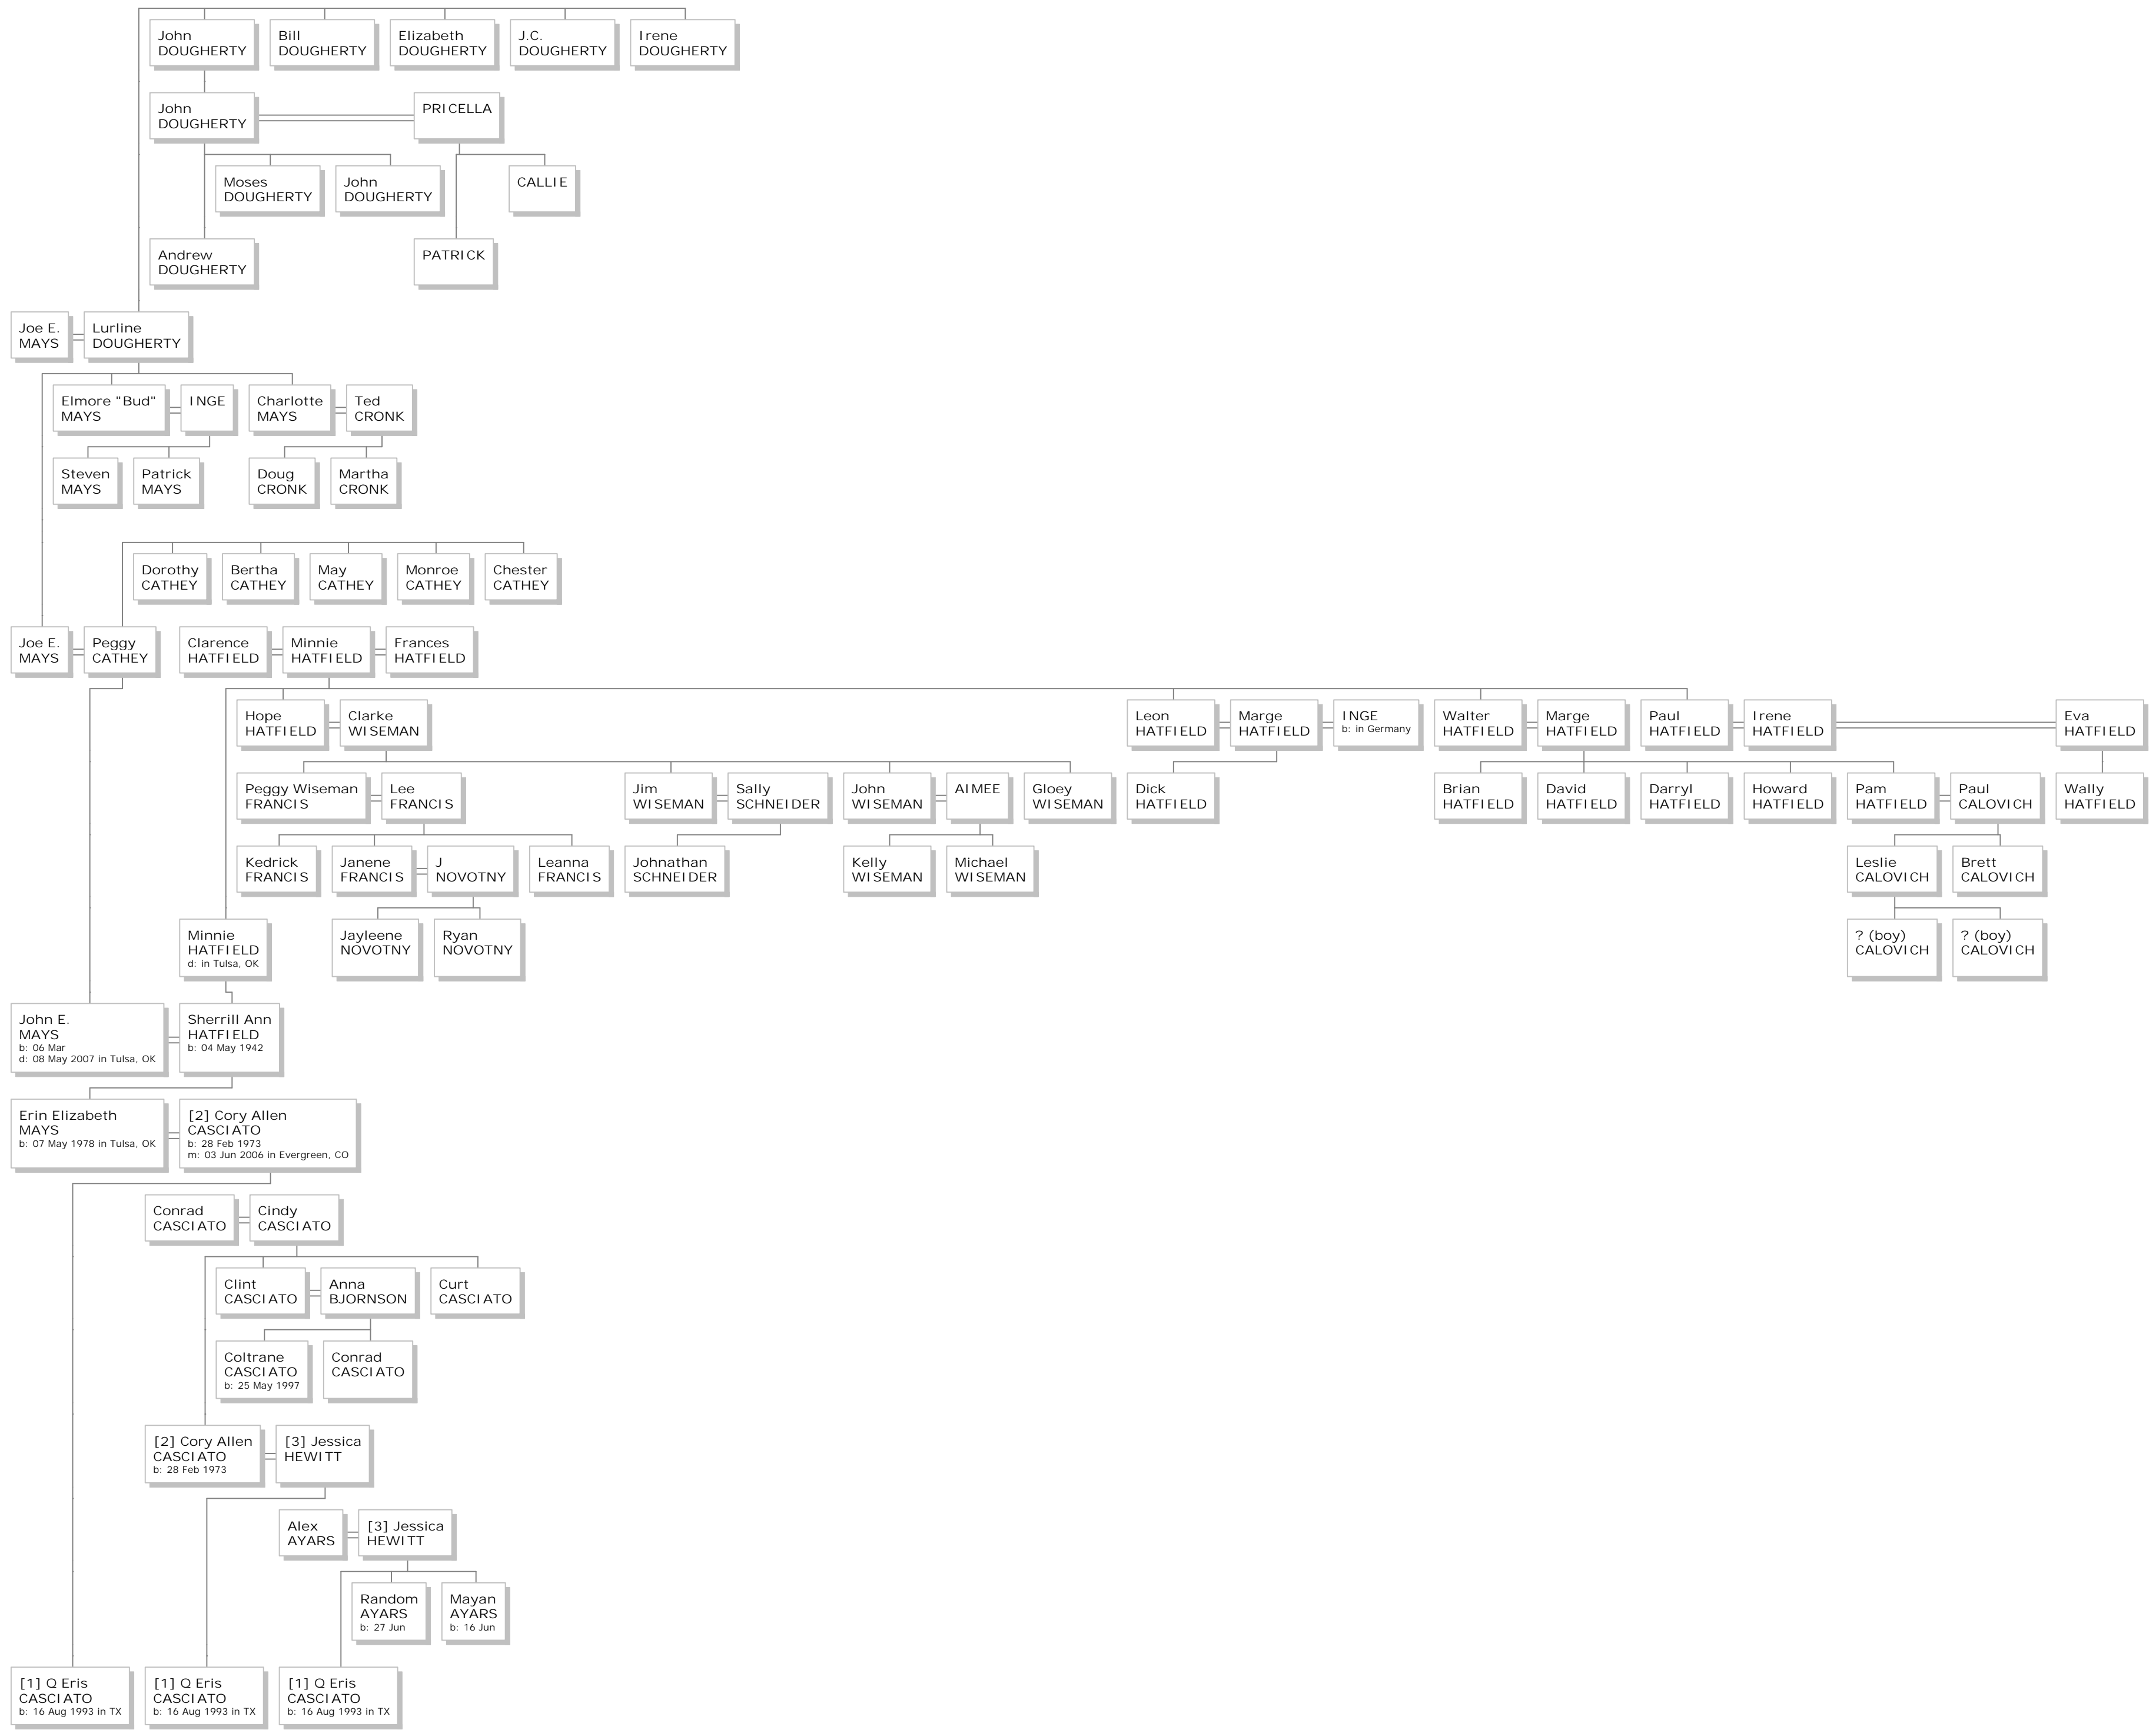 John
DOUGHERTY
Bill
DOUGHERTY
Elizabeth
DOUGHERTY
J.C.
DOUGHERTY
Irene
DOUGHERTY
John
DOUGHERTY
PRICELLA
Moses
DOUGHERTY
John
DOUGHERTY
CALLIE
Andrew
DOUGHERTY
PATRICK
Joe E.
MAYS
Lurline
DOUGHERTY
Elmore "Bud"
MAYS
INGE
Charlotte
MAYS
Ted
CRONK
Steven
MAYS
Patrick
MAYS
Doug
CRONK
Martha
CRONK
Dorothy
CATHEY
Bertha
CATHEY
May
CATHEY
Monroe
CATHEY
Chester
CATHEY
Joe E.
MAYS
Peggy
CATHEY
Clarence
HATFIELD
Minnie
HATFIELD
Frances
HATFIELD
Hope
HATFIELD
Clarke
WISEMAN
Leon
HATFIELD
Marge
HATFIELD
INGE
b: in Germany
Walter
HATFIELD
Marge
HATFIELD
Paul
HATFIELD
Irene
HATFIELD
Eva
HATFIELD
Peggy Wiseman
FRANCIS
Lee
FRANCIS
Jim
WISEMAN
Sally
SCHNEIDER
John
WISEMAN
AIMEE
Gloey
WISEMAN
Dick
HATFIELD
Brian
HATFIELD
David
HATFIELD
Darryl
HATFIELD
Howard
HATFIELD
Pam
HATFIELD
Paul
CALOVICH
Wally
HATFIELD
Kedrick
FRANCIS
Janene
FRANCIS
J
NOVOTNY
Leanna
FRANCIS
Johnathan
SCHNEIDER
Kelly
WISEMAN
Michael
WISEMAN
Leslie
CALOVICH
Brett
CALOVICH
Minnie
HATFIELD
d: in Tulsa, OK
Jayleene
NOVOTNY
Ryan
NOVOTNY
? (boy)
CALOVICH
? (boy)
CALOVICH
John E.
MAYS
b: 06 Mar
d: 08 May 2007 in Tulsa, OK
Sherrill Ann
HATFIELD
b: 04 May 1942
Erin Elizabeth
MAYS
b: 07 May 1978 in Tulsa, OK
[2] Cory Allen
CASCIATO
b: 28 Feb 1973
m: 03 Jun 2006 in Evergreen, CO
Conrad
CASCIATO
Cindy
CASCIATO
Clint
CASCIATO
Anna
BJORNSON
Curt
CASCIATO
Coltrane
CASCIATO
b: 25 May 1997
Conrad
CASCIATO
[2] Cory Allen
CASCIATO
b: 28 Feb 1973
[3] Jessica
HEWITT
Alex
AYARS
[3] Jessica
HEWITT
Random
AYARS
b: 27 Jun
Mayan
AYARS
b: 16 Jun
[1] Q Eris
CASCIATO
b: 16 Aug 1993 in TX
[1] Q Eris
CASCIATO
b: 16 Aug 1993 in TX
[1] Q Eris
CASCIATO
b: 16 Aug 1993 in TX